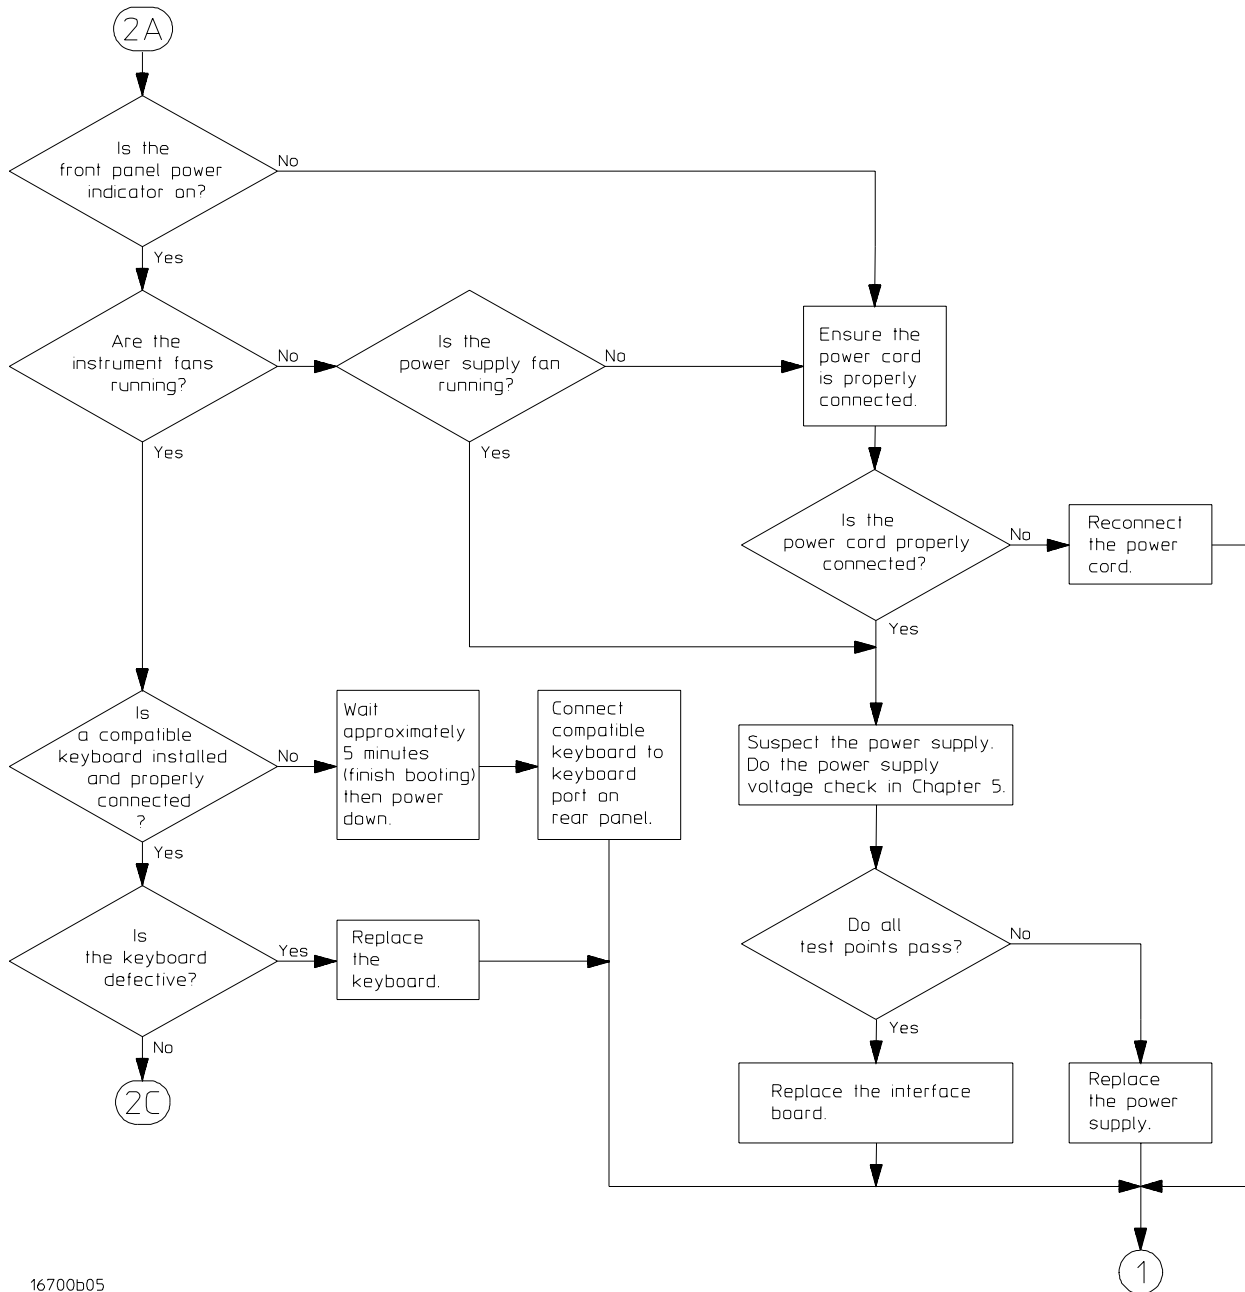 2A
Is the
front panel power
indicator on?
No
Yes
Are the
instrument fans
running?
No
Yes
Is the
power supply fan
running?
No
Yes
Ensure the
power cord
is properly
connected.
Is the
power cord properly
connected?
No
Yes
Reconnect
the power
cord.
Is
a compatible
keyboard installed
and properly
connected
?
No
Yes
Wait
approximately
5 minutes
(finish booting)
then power
down.
Connect
compatible
keyboard to
keyboard
port on
rear panel.
Suspect the power supply.
Do the power supply
voltage check in Chapter 5.
Is
the keyboard
defective?
Yes
No
Replace
the
keyboard.
Do all
test points pass?
No
Yes
2C
Replace the interface
board.
Replace
the power
supply.
1
16700b05